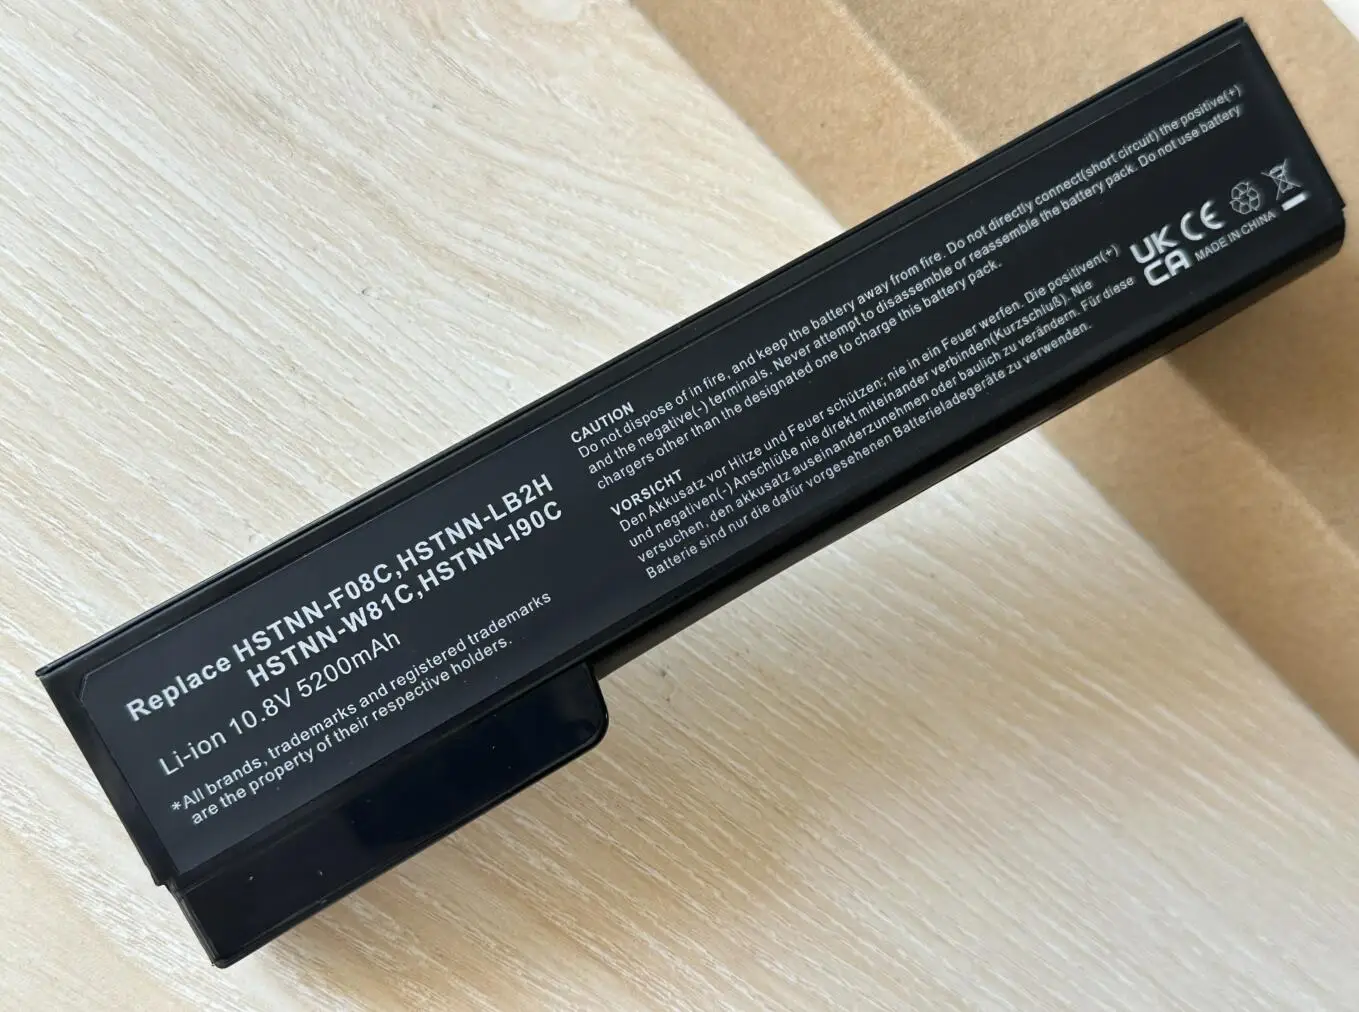 Replace HSTNN-F08C,HSTNN-LB2H
HSTNN-W81C,HSTNN-I90C
Li-ion 10.8V 5200mAh
*All brands, trademarks and registered trademarks
are the property of their respective holders.
CAUTION
Do not dispose of in fire, and keep the battery away from fire. Do not directly connect(short circuit) the positive(+)
and the negative(-) terminals. Never attempt to disassemble or reassemble the battery pack. Do not use battery
chargers other than the designated one to charge this battery pack.
VORSICHT
Den Akkusatz vor Hitze und Feuer schützen; nie in ein Feuer werfen. Die positiven(+)
und negativen(-) Anschlüße nie direkt miteinander verbinden(Kurzschluß). Nie
versuchen, den akkusatz auseinanderzunehmen oder baulich zu verändern. Für diese
Batterie sind nur die dafür vorgesehenen Batterieladegeräte zu verwenden.
UK
CA
CE
MADE IN CHINA